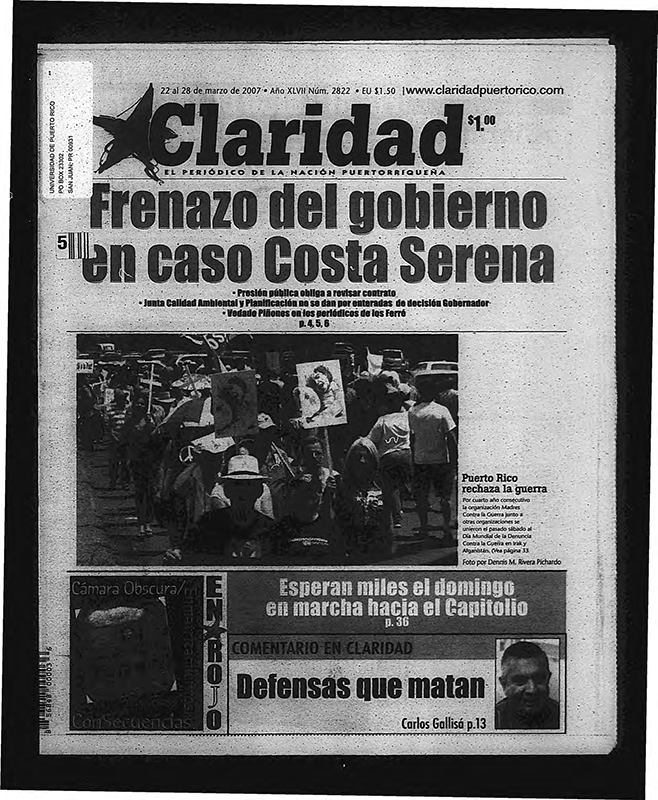 22 al 28 de marzo de 2007 • Año XLVII Núm. 2822 • EU $1.50 | www.claridadpuertorico.com
UNIVERSIDAD DE PUERTO RICO
PO BOX 23302
SAN JUAN PR 00931
Claridad
$1.00
EL PERIÓDICO DE LA NACIÓN PUERTORRIQUEÑA
Frenazo del gobierno
en caso Costa Serena
5
• Presión pública obliga a revisar contrato
• Junta Calidad Ambiental y Planificación no se dan por enteradas de decisión Gobernador
• Vedado Piñones en los periódicos de los Ferré
p. 4, 5, 6
Puerto Rico
rechaza la guerra
Por cuarto año consecutivo
la organización Madres
Contra la Guerra junto a
otras organizaciones se
unieron el pasado sábado al
Día Mundial de la Denuncia
Contra la Guerra en Irak y
Afganistán. (Vea página 33
Foto por Dennis M. Rivera Pichardo
Cámara Obscura/
ConSecuencias
EN ROJO
Esperan miles el domingo
en marcha hacia el Capitolio
p. 36
COMENTARIO EN CLARIDAD
Defensas que matan
Carlos Gallisá p.13